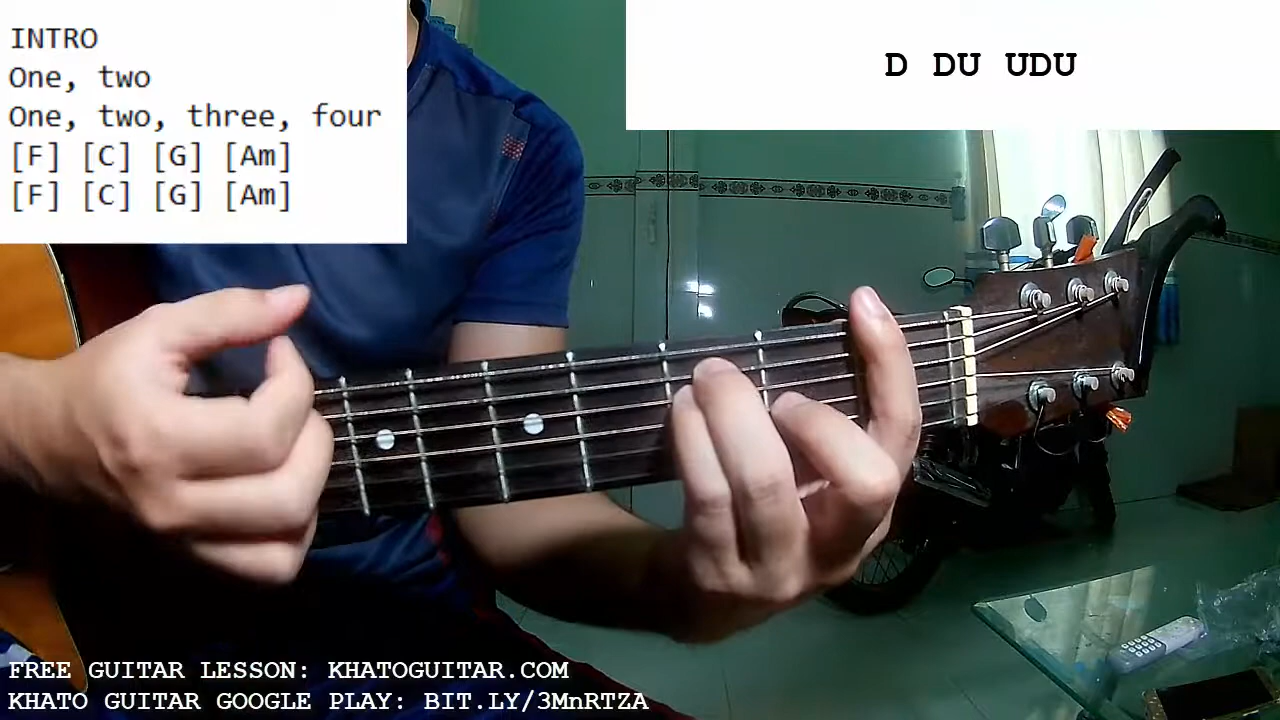 INTRO
One, two
One, two, three, four
[F] [C] [G] [Am]
[F] [C] [G] [Am]
D DU UDU
FREE GUITAR LESSON: KHATOGUITAR.COM
KHATO GUITAR GOOGLE PLAY: BIT.LY/3MnRTZA